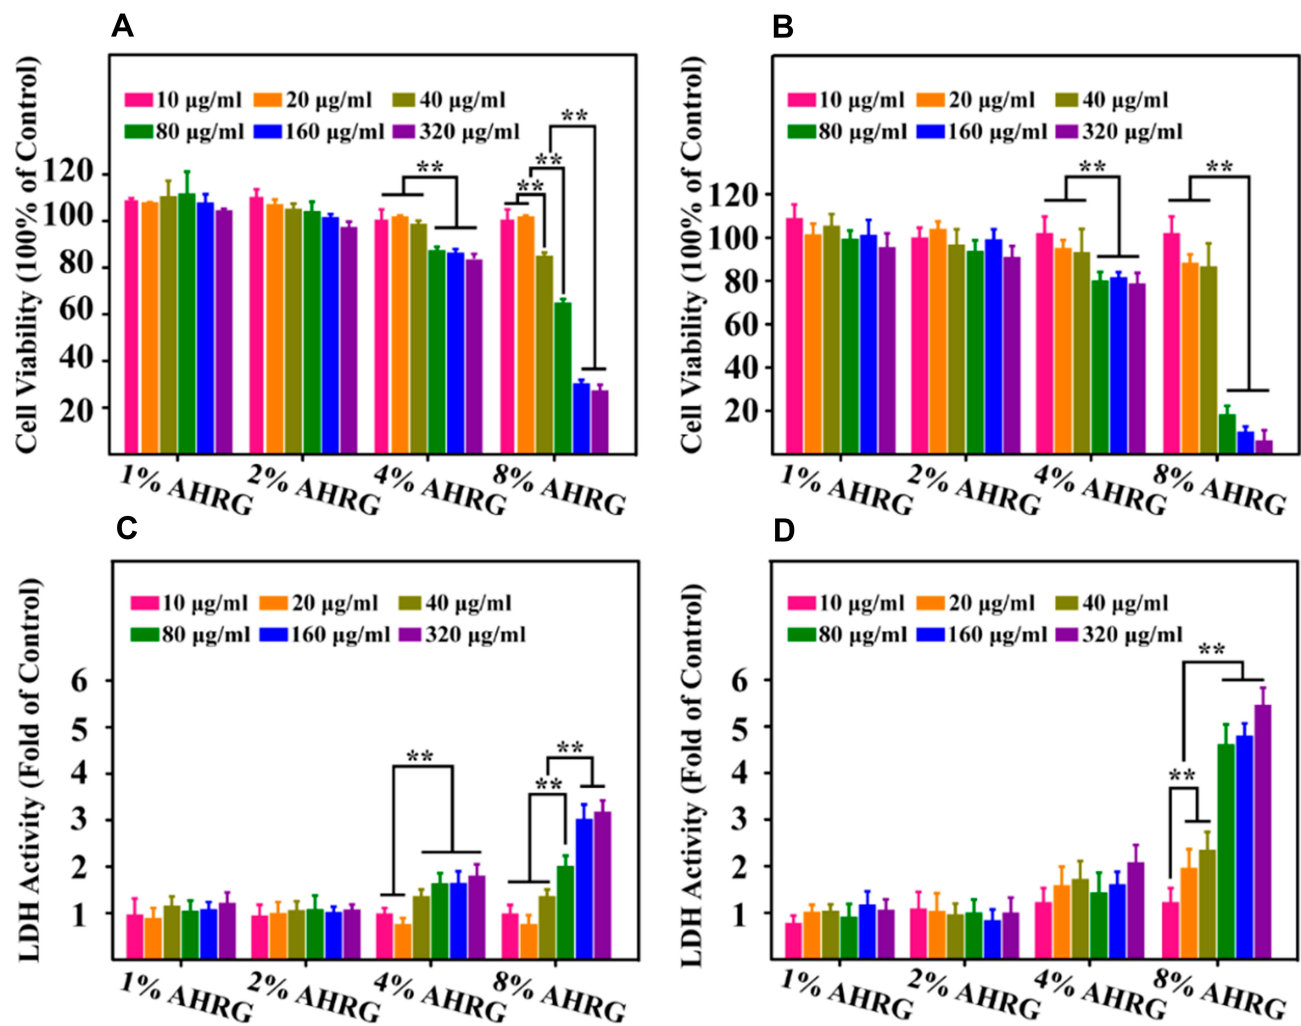 A
Cell Viability (100% of Control)
10 µg/ml 20 µg/ml 40 µg/ml
80 µg/ml 160 µg/ml 320 µg/ml
120
100
80
60
40
20
**
**
**
**
1% AHRG 2% AHRG 4% AHRG 8% AHRG
B
Cell Viability (100% of Control)
10 µg/ml 20 µg/ml 40 µg/ml
80 µg/ml 160 µg/ml 320 µg/ml
120
100
80
60
40
20
** **
1% AHRG 2% AHRG 4% AHRG 8% AHRG
C
LDH Activity (Fold of Control)
10 µg/ml 20 µg/ml 40 µg/ml
80 µg/ml 160 µg/ml 320 µg/ml
6
5
4
3
2
1
**
**
**
1% AHRG 2% AHRG 4% AHRG 8% AHRG
D
LDH Activity (Fold of Control)
10 µg/ml 20 µg/ml 40 µg/ml
80 µg/ml 160 µg/ml 320 µg/ml
6
5
4
3
2
1
**
**
1% AHRG 2% AHRG 4% AHRG 8% AHRG